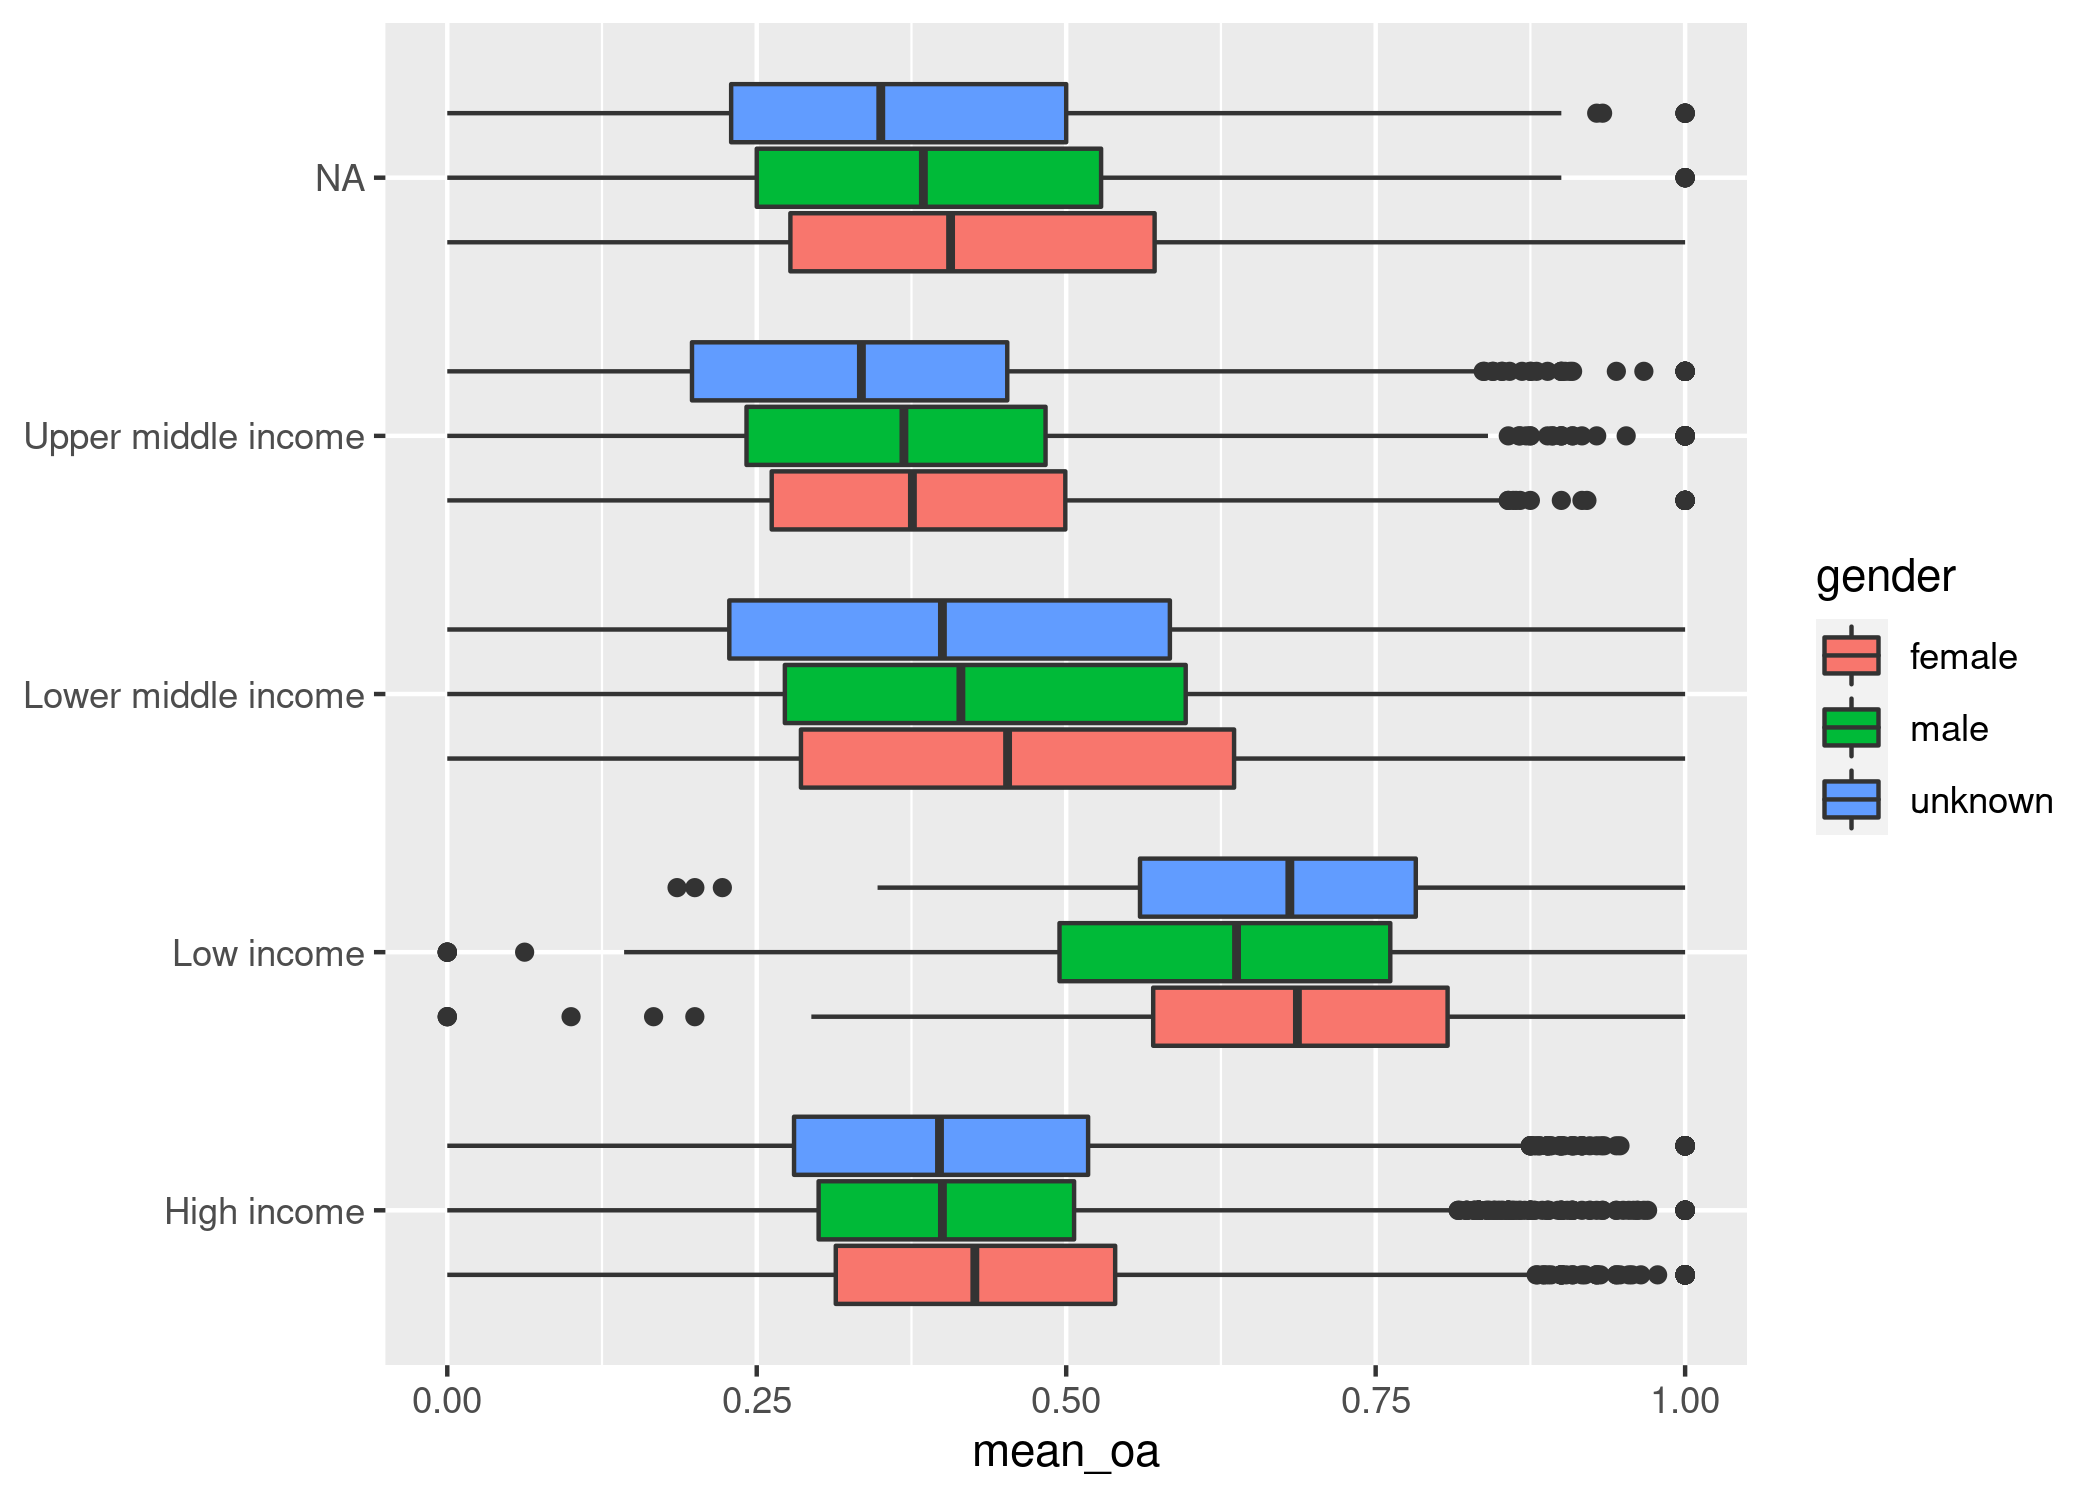 NA
Upper middle income
Lower middle income
Low income
High income
0.00 0.25 0.50 0.75 1.00
mean_oa
gender
female
male
unknown